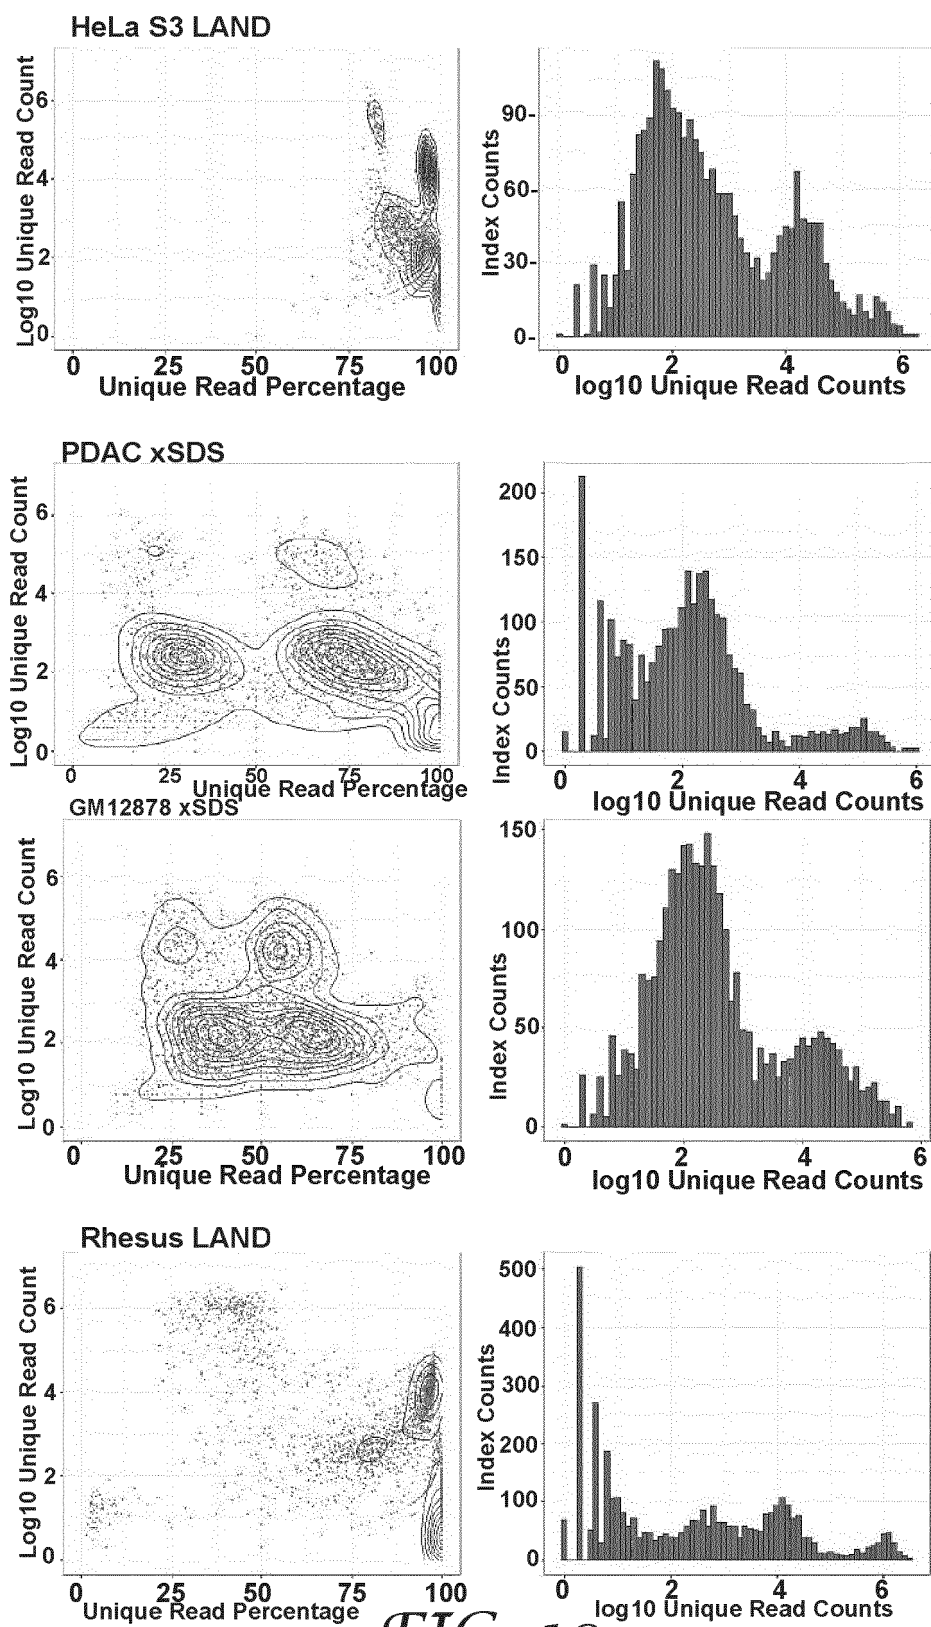 HeLa S3 LAND
Log10 Unique Read Count
6
4
2
0
0 25 50 75 100
Unique Read Percentage
Index Counts
90-
60-
30-
0-
0 2 4 6
log10 Unique Read Counts
PDAC xSDS
Log10 Unique Read Count
6
4
2
0
0 25 50 75 100
Unique Read Percentage
Index Counts
200
150
100
50
0
0 2 4 6
log10 Unique Read Counts
GM12878 xSDS
Log10 Unique Read Count
6
4
2
0
0 25 50 75 100
Unique Read Percentage
Index Counts
150
100
50
0
0 2 4 6
log10 Unique Read Counts
Rhesus LAND
Log10 Unique Read Count
6
4
2
0
0 25 50 75 100
Unique Read Percentage
Index Counts
500
400
300
200
100
0
0 2 4 6
log10 Unique Read Counts